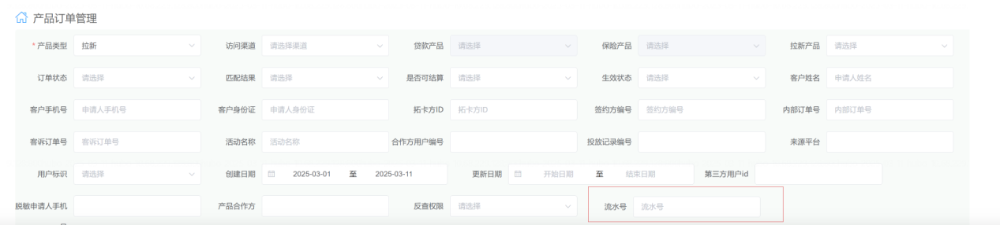 产品订单管理
* 产品类型 拉新 访问渠道 请选择渠道 贷款产品 请选择 保险产品 请选择 拉新产品 请选择
订单状态 请选择 匹配结果 请选择 是否可结算 请选择 生效状态 请选择 客户姓名 申请人姓名
客户手机号 申请人手机号 客户身份证 申请人身份证 拓卡方ID 拓卡方ID 签约方编号 签约方编号 内部订单号 内部订单号
客诉订单号 客诉订单号 活动名称 活动名称 合作方用户编号 投放记录编号 来源平台
用户标识 请选择 创建日期 2025-03-01 至 2025-03-11 更新日期 开始日期 至 结束日期 第三方用户id
脱敏申请人手机 产品合作方 反查权限 请选择 流水号 流水号